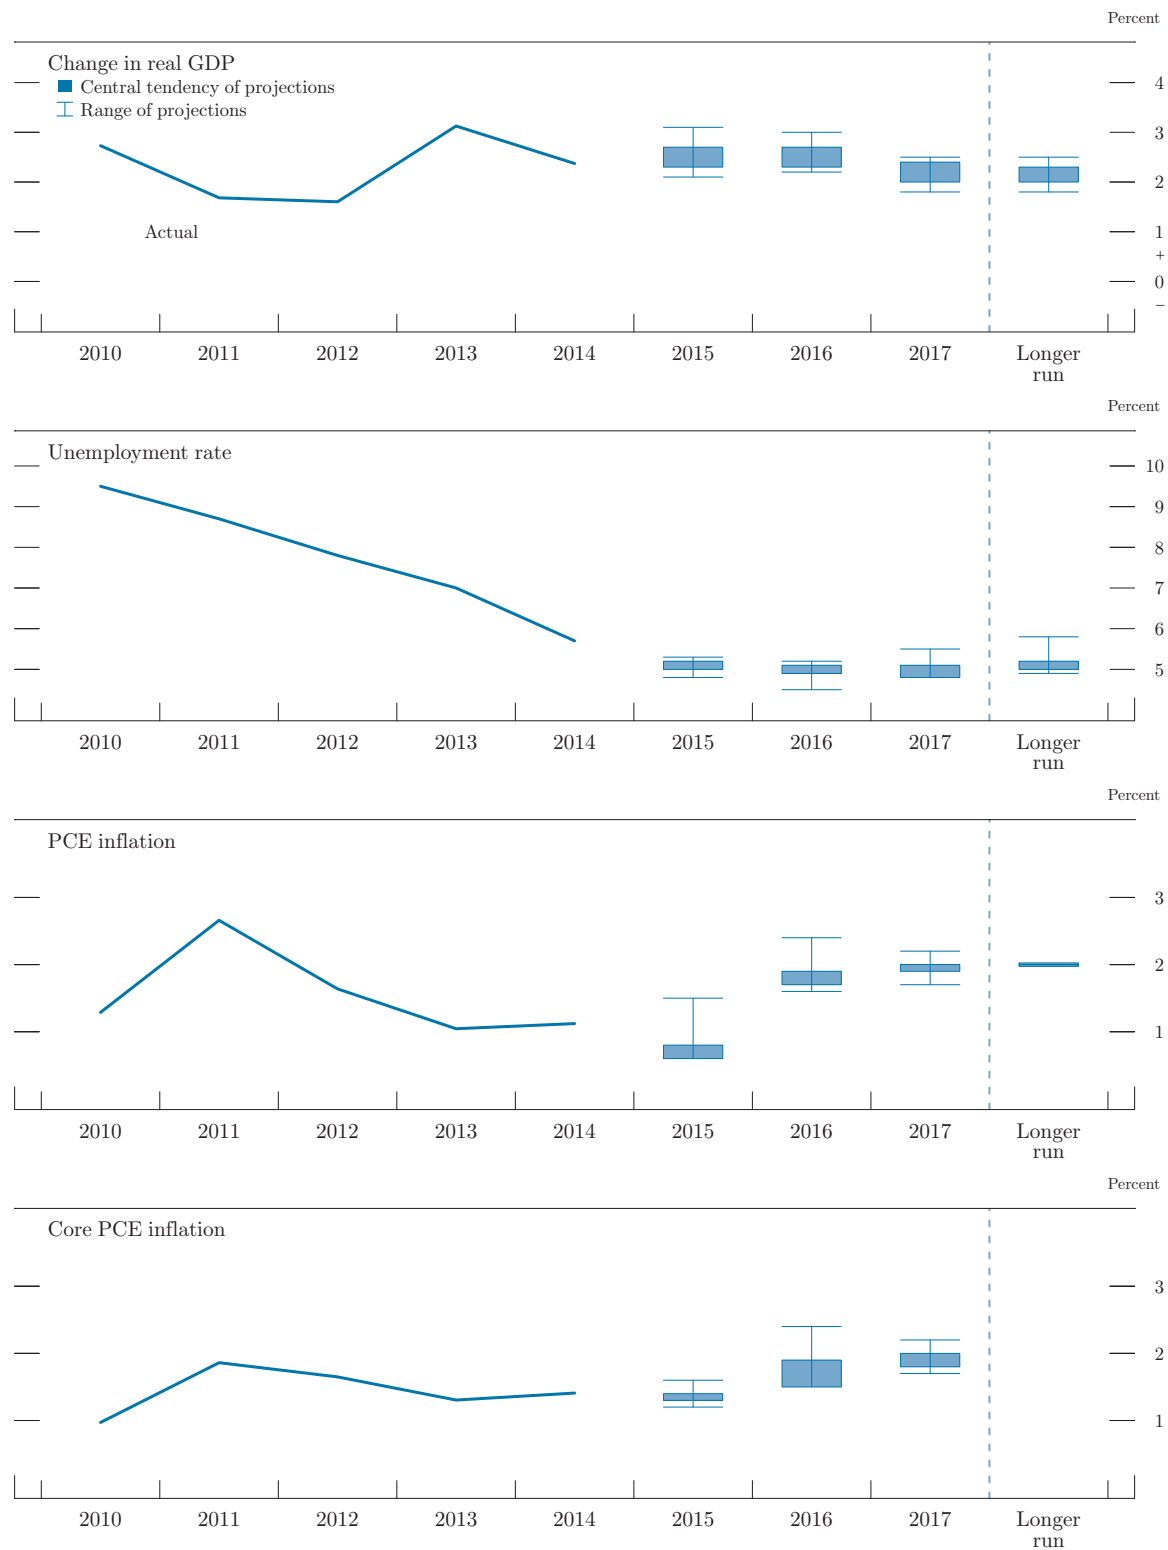 Percent
Change in real GDP
Central tendency of projections
Range of projections
Actual
4
3
2
1
+
0
−
2010 2011 2012 2013 2014 2015 2016 2017 Longer
run
Percent
Unemployment rate
10
9
8
7
6
5
2010 2011 2012 2013 2014 2015 2016 2017 Longer
run
Percent
PCE inflation
3
2
1
2010 2011 2012 2013 2014 2015 2016 2017 Longer
run
Percent
Core PCE inflation
3
2
1
2010 2011 2012 2013 2014 2015 2016 2017 Longer
run